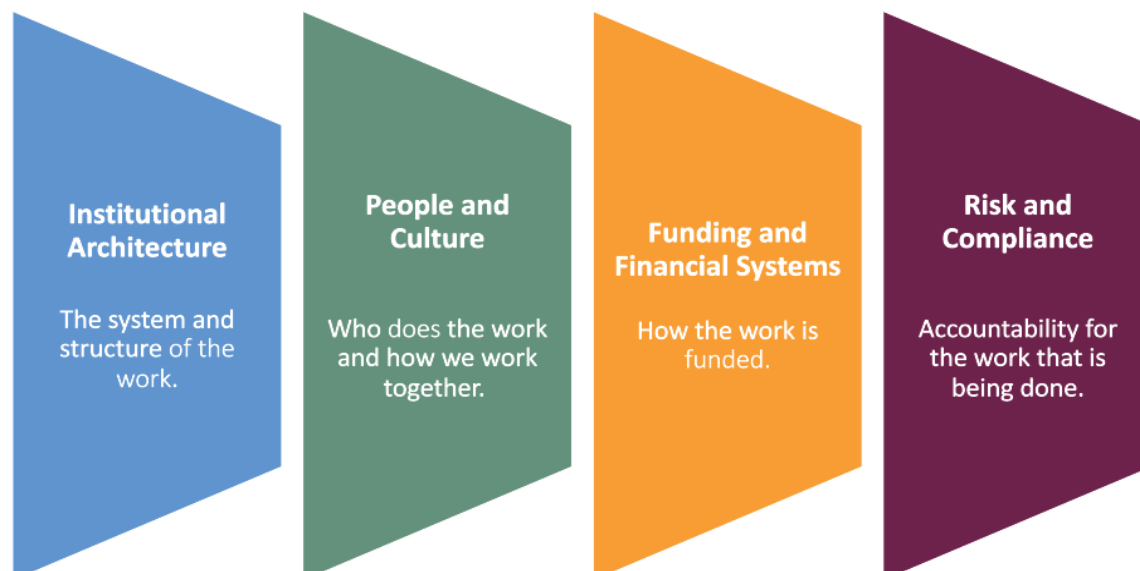 Institutional
Architecture
The system and
structure of the
work.
People and
Culture
Who does the work
and how we work
together.
Funding and
Financial Systems
How the work is
funded.
Risk and
Compliance
Accountability for
the work that is
being done.